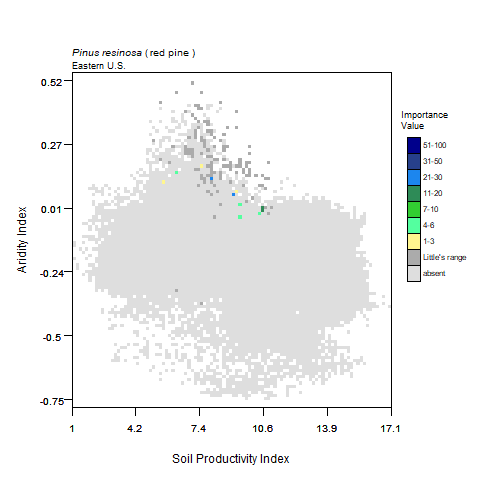 Pinus resinosa ( red pine )
Eastern U.S.
Importance
Value
51-100
31-50
21-30
11-20
7-10
4-6
1-3
Little's range
absent
0.52
0.27
0.01
-0.24
-0.5
-0.75
Aridity Index
1 4.2 7.4 10.6 13.9 17.1
Soil Productivity Index